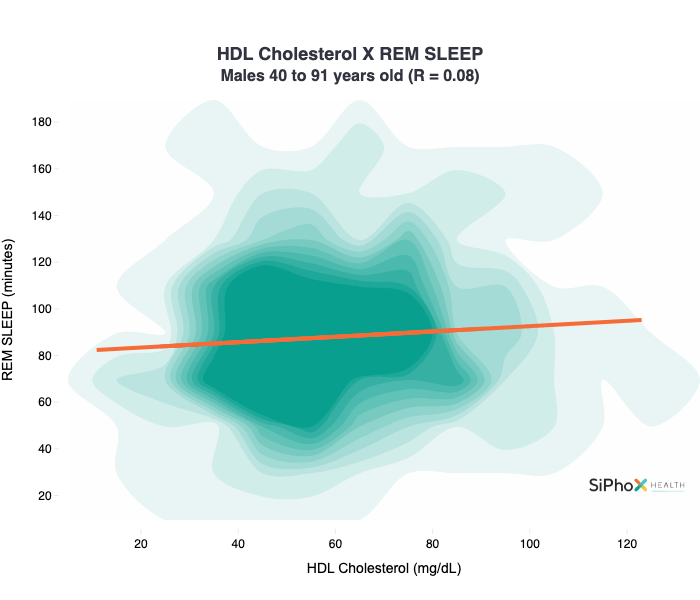 HDL Cholesterol X REM SLEEP
Males 40 to 91 years old (R = 0.08)
180
160
140
120
100
80
60
40
20
REM SLEEP (minutes)
SiPhoX HEALTH
20 40 60 80 100 120
HDL Cholesterol (mg/dL)